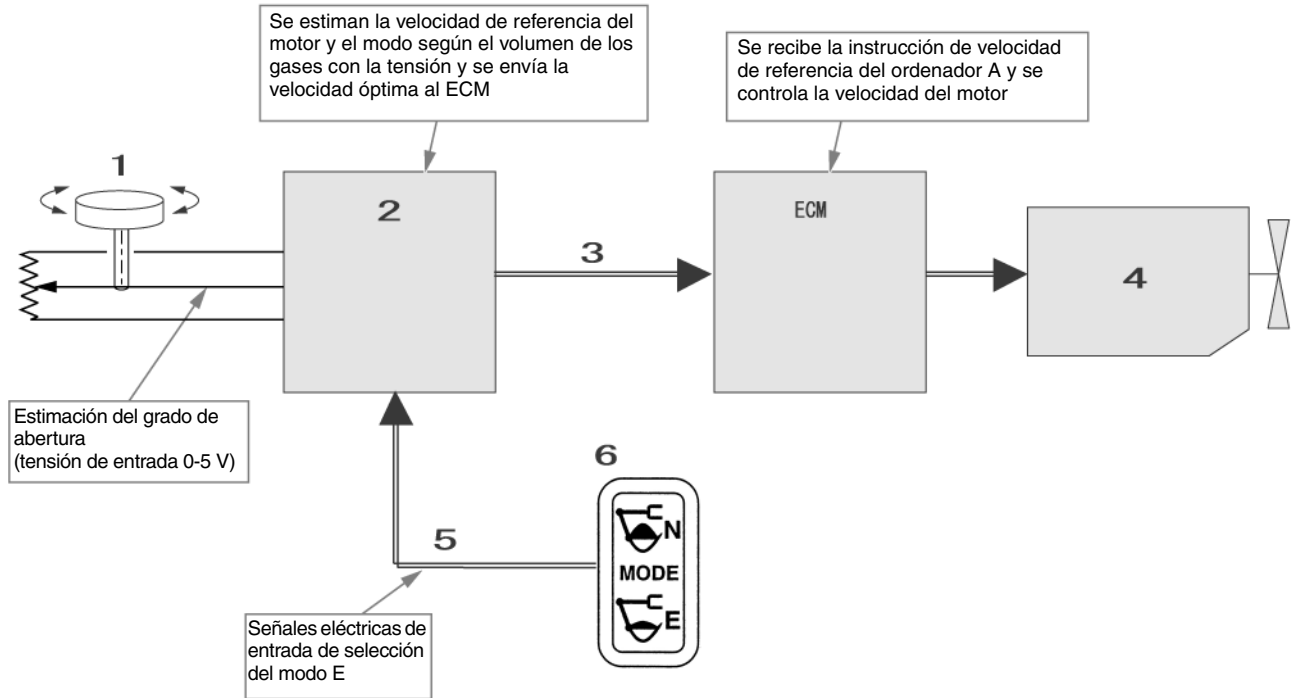 Se estiman la velocidad de referencia del
motor y el modo según el volumen de los
gases con la tensión y se envía la
velocidad óptima al ECM
Se recibe la instrucción de velocidad
de referencia del ordenador A y se
controla la velocidad del motor
1
2
3
ECM
4
Estimación del grado de
abertura
(tensión de entrada 0-5 V)
5
6
N
MODE
E
Señales eléctricas de
entrada de selección
del modo E